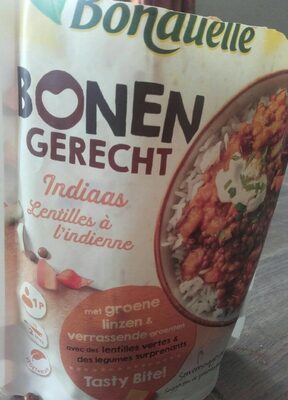 Bonduelle
BONEN
GERECHT
Indiaas
Lentilles à
l'indienne
met groene
linzen &
verrassende groenten
avec des lentilles vertes &
des légumes surprenants
Tasty Bite!
1P